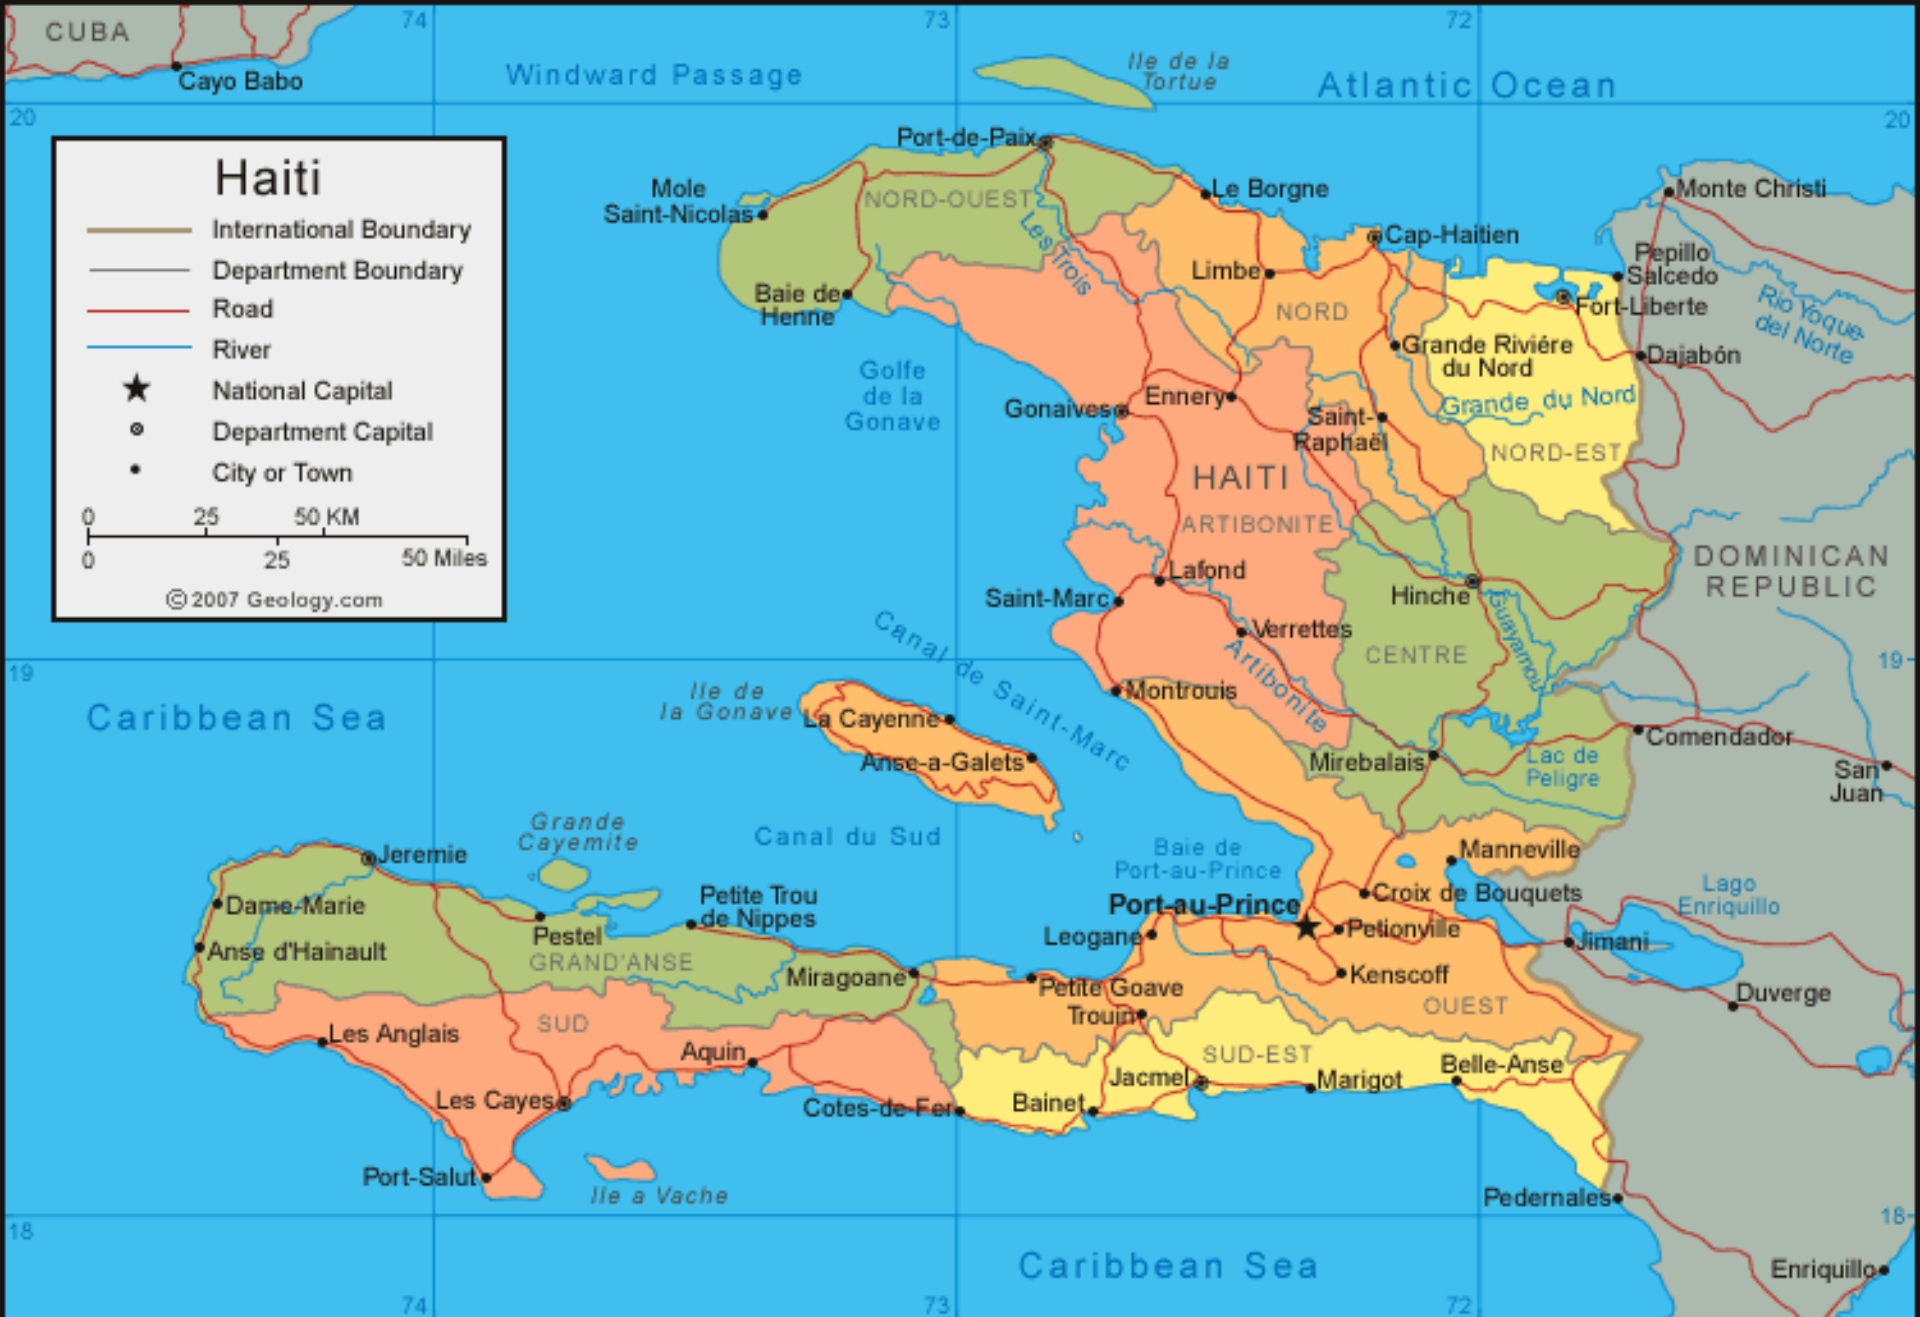 CUBA
Cayo Babo
74
73
72
Windward Passage
Ile de la
Tortue
Atlantic Ocean
20
20
Haiti
International Boundary
Department Boundary
Road
River
National Capital
Department Capital
City or Town
0 25 50 KM
0 25 50 Miles
©2007 Geology.com
Port-de-Paix
Mole
Saint-Nicolas
NORD-OUEST
Les Trois
Le Borgne
Cap-Haitien
Monte Christi
Pepillo
Salcedo
Limbe
Baie de
Henne
NORD
Fort-Liberte
Rio Yoque
del Norte
Grande Riviére
du Nord
Dajabón
Golfe
de la
Gonave
Gonaives
Ennery
Grande du Nord
Saint-
Raphaël
NORD-EST
HAITI
ARTIBONITE
DOMINICAN
REPUBLIC
Lafond
Saint-Marc
Hinche
Guayamou
Verrettes
CENTRE
19
19
Canal de Saint-Marc
Artibonite
Montrouis
Ile de
la Gonave
La Cayenne
Anse-a-Galets
Caribbean Sea
Mirebalais
Lac de
Peligre
Comendador
San
Juan
Grande
Cayemite
Canal du Sud
Baie de
Port-au-Prince
Manneville
Jeremie
Dame-Marie
Petite Trou
de Nippes
Port-au-Prince
Croix de Bouquets
Lago
Enriquillo
Pestel
Leogane
Petionville
Jimani
Anse d'Hainault
GRAND'ANSE
Miragoane
Petite Goave
Kenscoff
Duverge
Trouin
OUEST
SUD
Les Anglais
Aquin
SUD-EST
Belle-Anse
Jacmel
Marigot
Les Cayes
Cotes-de-Fer
Bainet
Port-Salut
Ile a Vache
Pedernales
18
18
Caribbean Sea
Enriquillo
74
73
72